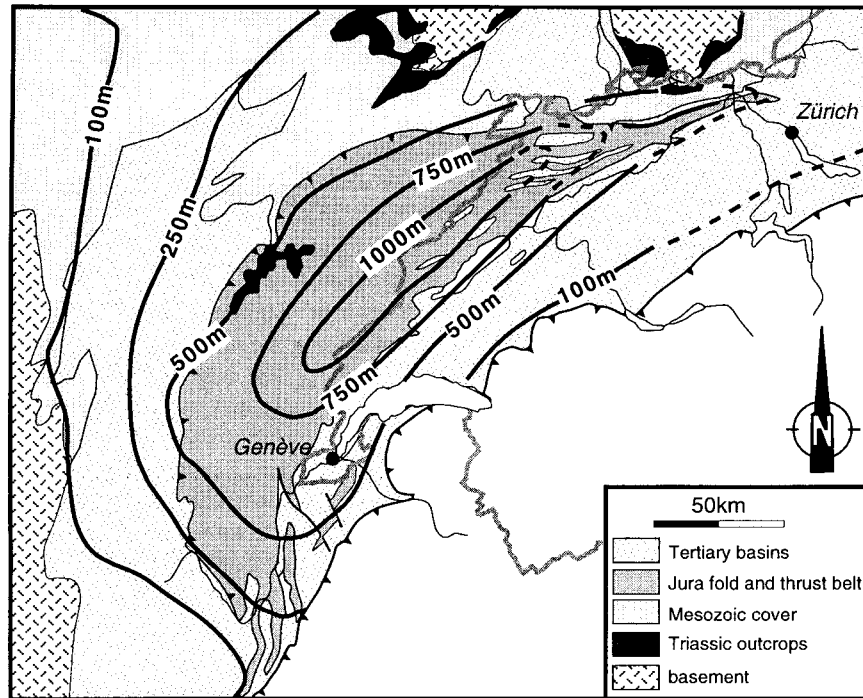 100m
250m
500m
750m
1000m
750m
500m
100m
Zürich
Genève
N
50km
Tertiary basins
Jura fold and thrust belt
Mesozoic cover
Triassic outcrops
basement